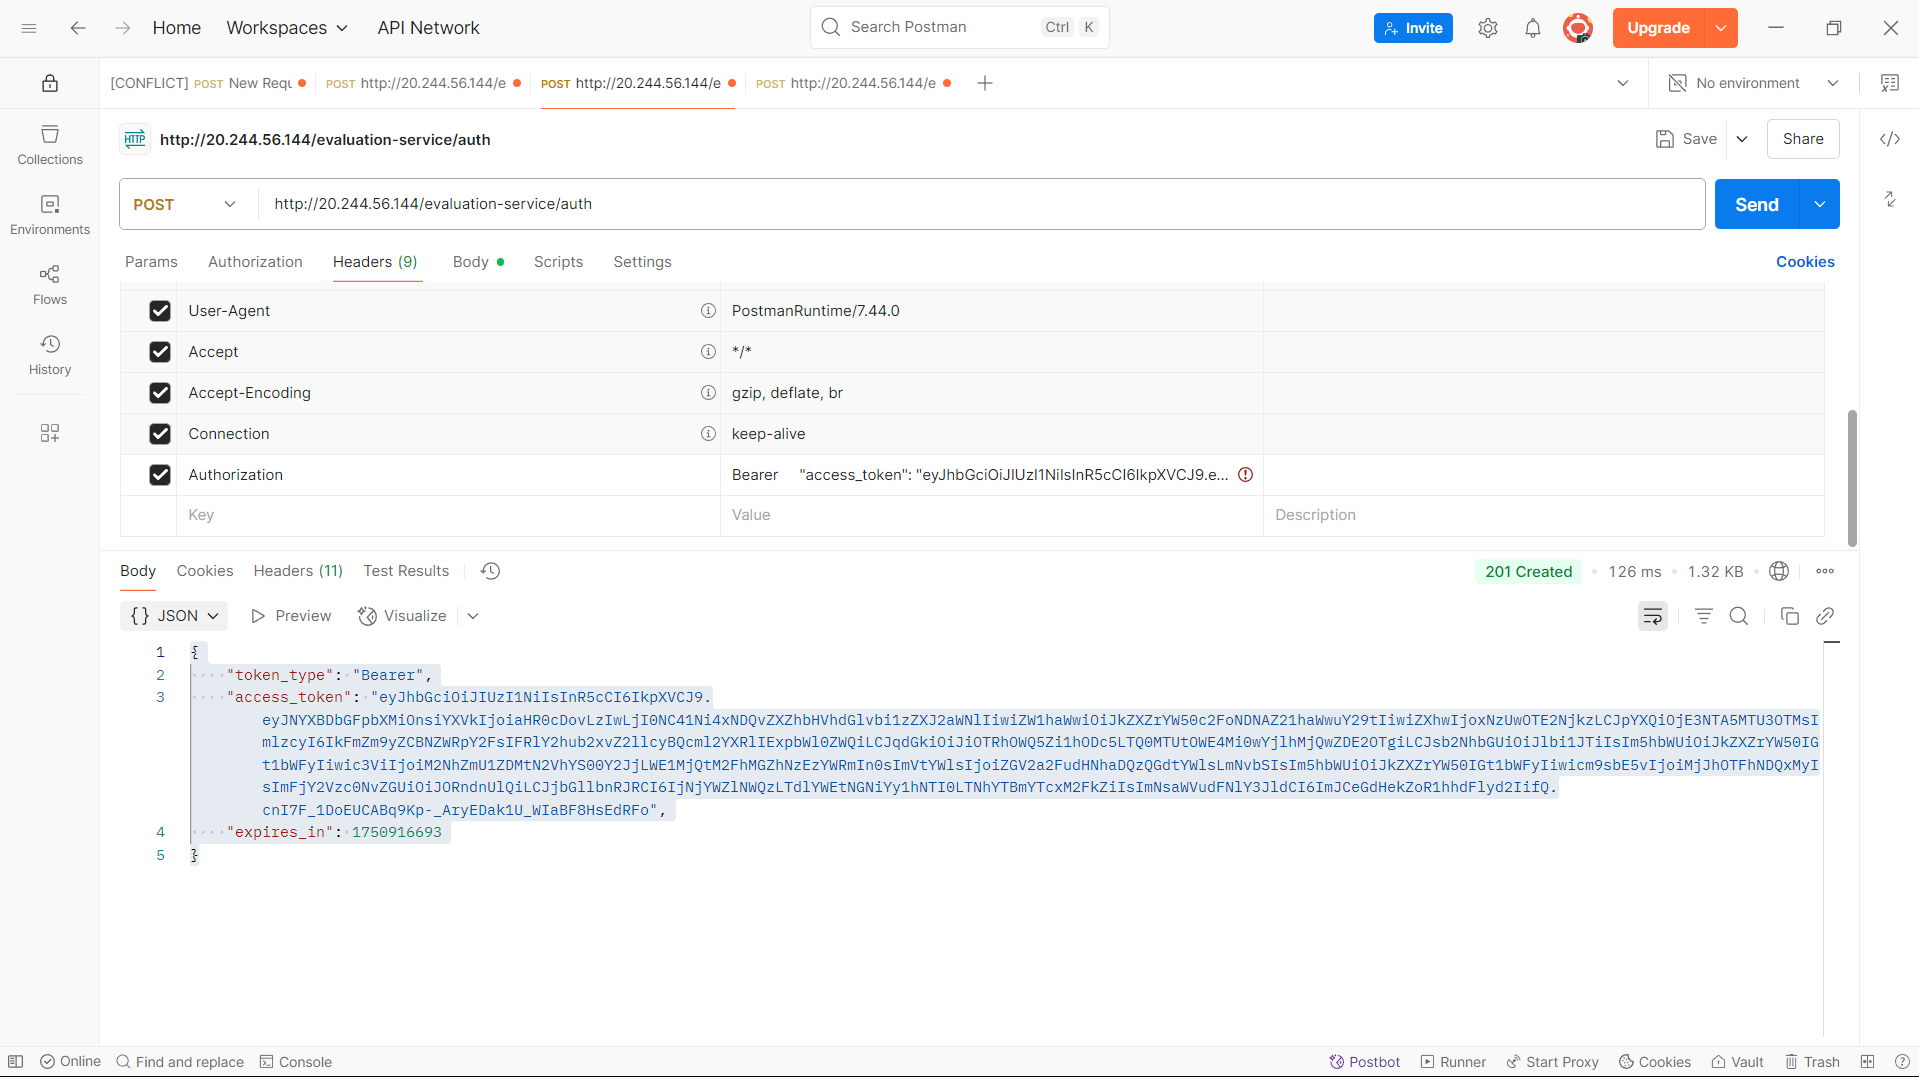 Home Workspaces API Network Search Postman Ctrl K Invite Upgrade
[CONFLICT] POST New Requ POST http://20.244.56.144/e POST http://20.244.56.144/e POST http://20.244.56.144/e No environment
HTTP http://20.244.56.144/evaluation-service/auth Save Share
Collections
Environments
Flows
History
POST http://20.244.56.144/evaluation-service/auth Send
Params Authorization Headers (9) Body Scripts Settings Cookies
User-Agent PostmanRuntime/7.44.0
Accept */*
Accept-Encoding gzip, deflate, br
Connection keep-alive
Authorization Bearer "access_token": "eyJhbGciOiJIUzI1NiIsInR5cCI6IkpXVCJ9.e...
Key Value Description
Body Cookies Headers (11) Test Results 201 Created 126 ms 1.32 KB
{} JSON Preview Visualize
1 {
2 "token_type": "Bearer",
3 "access_token": "eyJhbGciOiJIUzI1NiIsInR5cCI6IkpXVCJ9.
4 "expires_in": 1750916693
5 }
Online Find and replace Console Postbot Runner Start Proxy Cookies Vault Trash